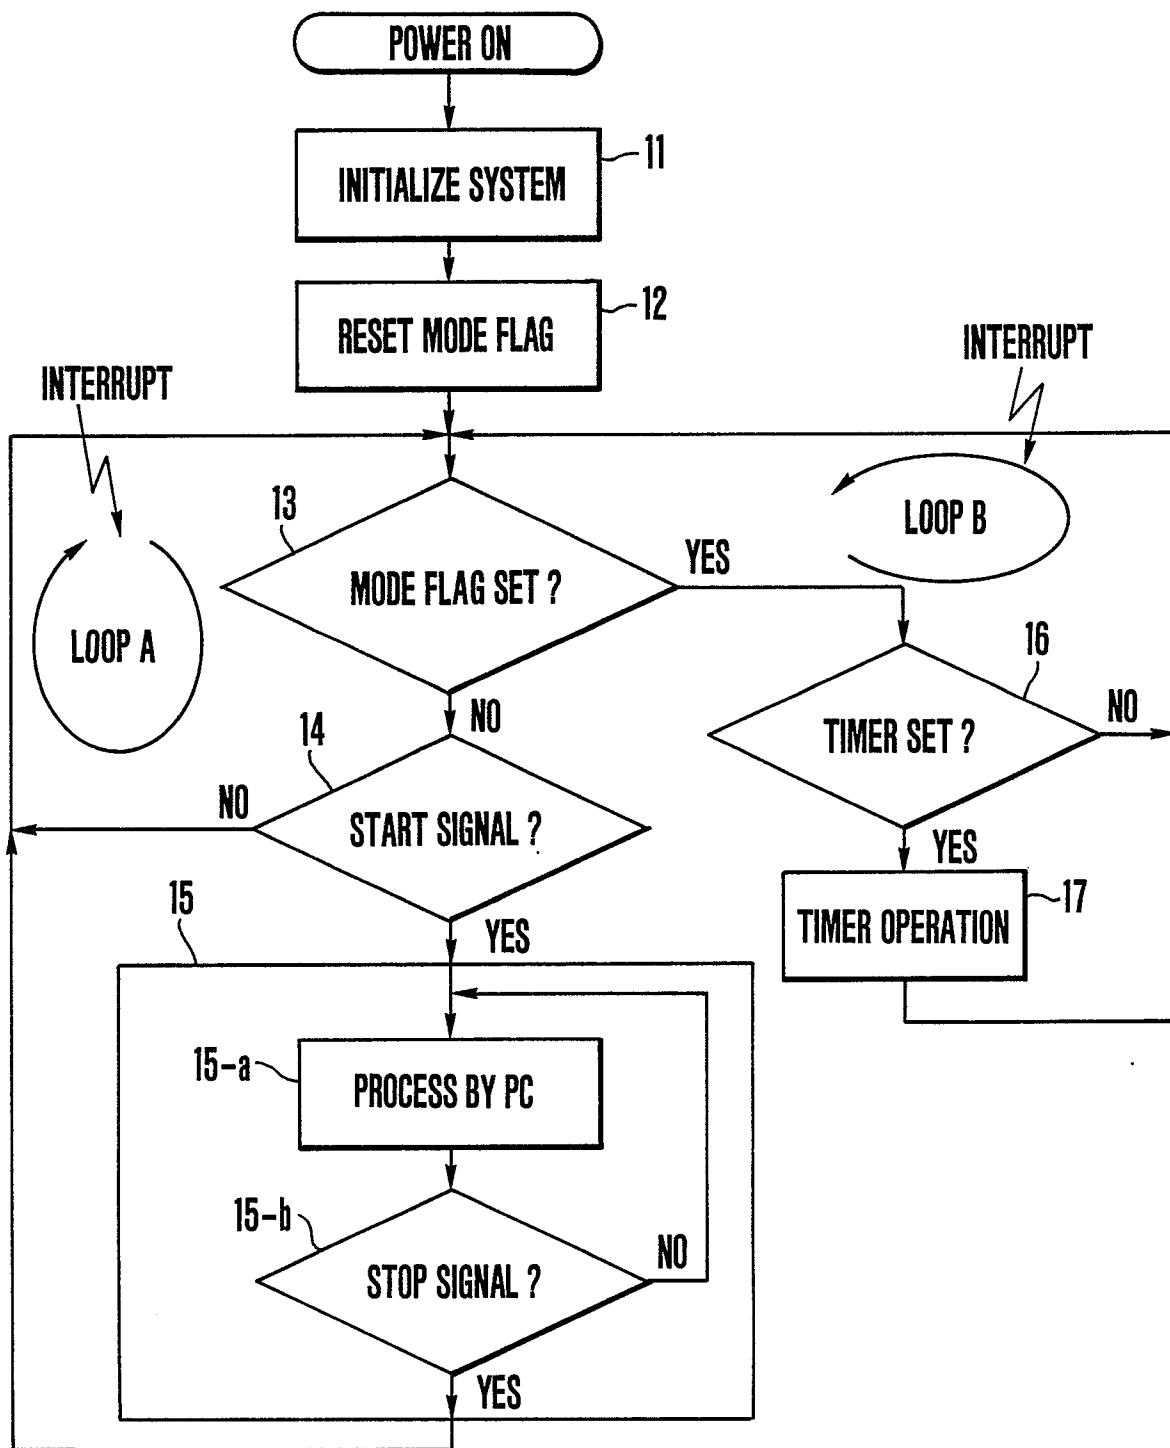 POWER ON
INITIALIZE SYSTEM
11
RESET MODE FLAG
12
INTERRUPT
INTERRUPT
13
MODE FLAG SET ?
YES
LOOP B
LOOP A
NO
16
TIMER SET ?
NO
14
START SIGNAL ?
NO
YES
YES
15
TIMER OPERATION
17
15-a
PROCESS BY PC
15-b
STOP SIGNAL ?
NO
YES